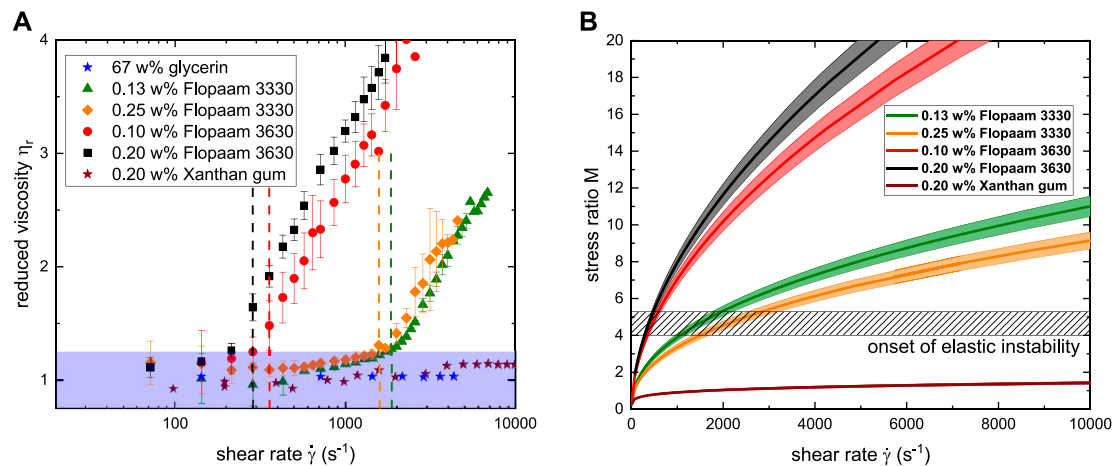 A
4
3
2
1
reduced viscosity ηr
67 w% glycerin
0.13 w% Flopaam 3330
0.25 w% Flopaam 3330
0.10 w% Flopaam 3630
0.20 w% Flopaam 3630
0.20 w% Xanthan gum
100 1000 10000
shear rate γ̇ (s⁻¹)
B
20
18
16
14
12
10
8
6
4
2
0
stress ratio M
0.13 w% Flopaam 3330
0.25 w% Flopaam 3330
0.10 w% Flopaam 3630
0.20 w% Flopaam 3630
0.20 w% Xanthan gum
onset of elastic instability
0 2000 4000 6000 8000 10000
shear rate γ̇ (s⁻¹)